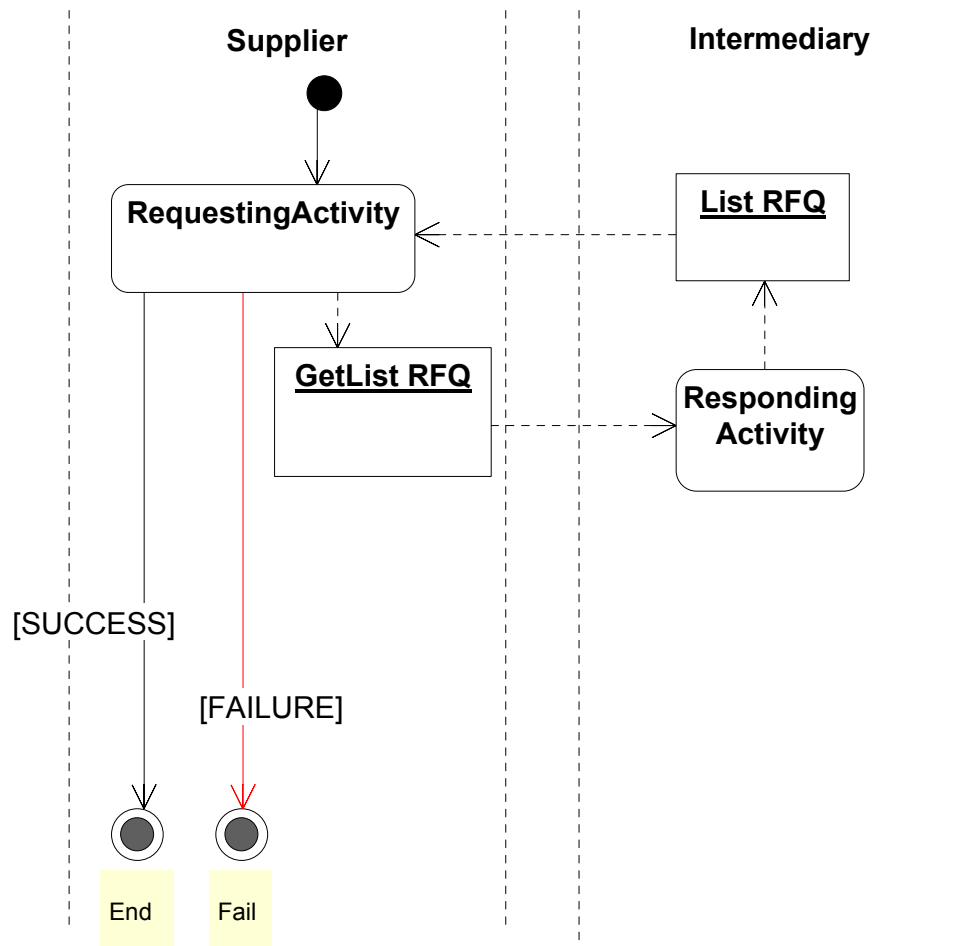 Supplier
Intermediary
RequestingActivity
List RFQ
GetList RFQ
Responding
Activity
[SUCCESS]
[FAILURE]
End
Fail